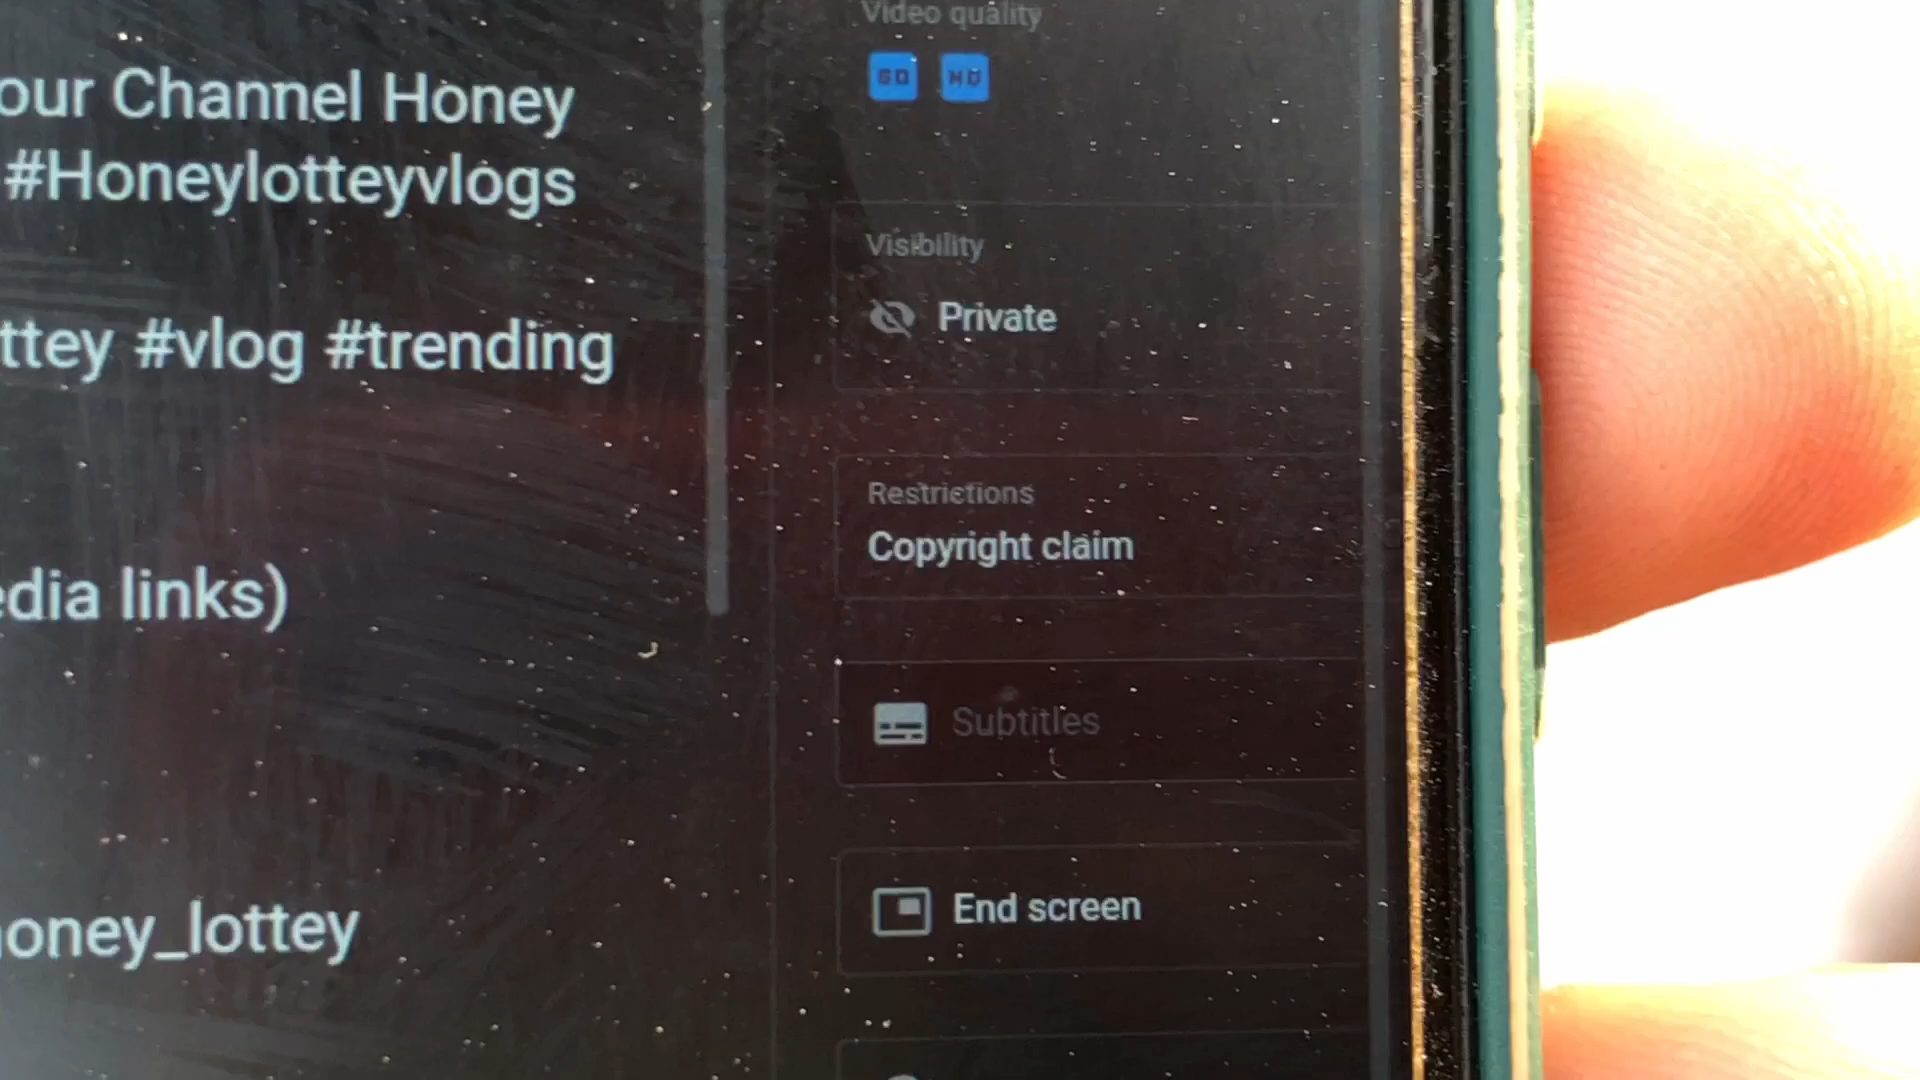 our Channel Honey
#Honeylotteyvlogs
ttey #vlog #trending
edia links)
oney_lottey
Video quality
SD HD
Visibility
Private
Restrictions
Copyright claim
Subtitles
End screen